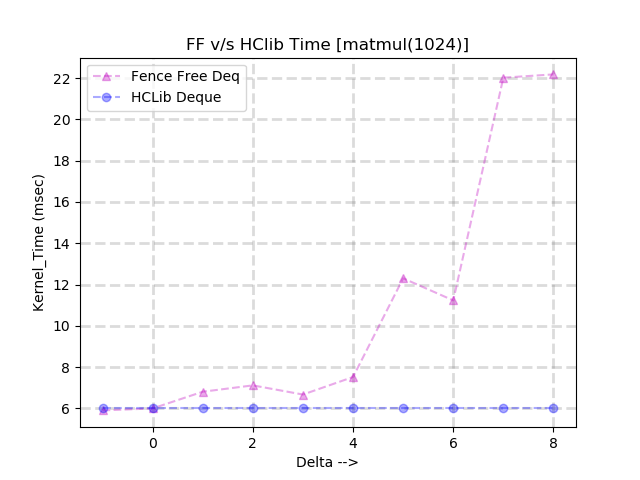 FF v/s HClib Time [matmul(1024)]
Fence Free Deq
HCLib Deque
Kernel_Time (msec)
22
20
18
16
14
12
10
8
6
0 2 4 6 8
Delta -->